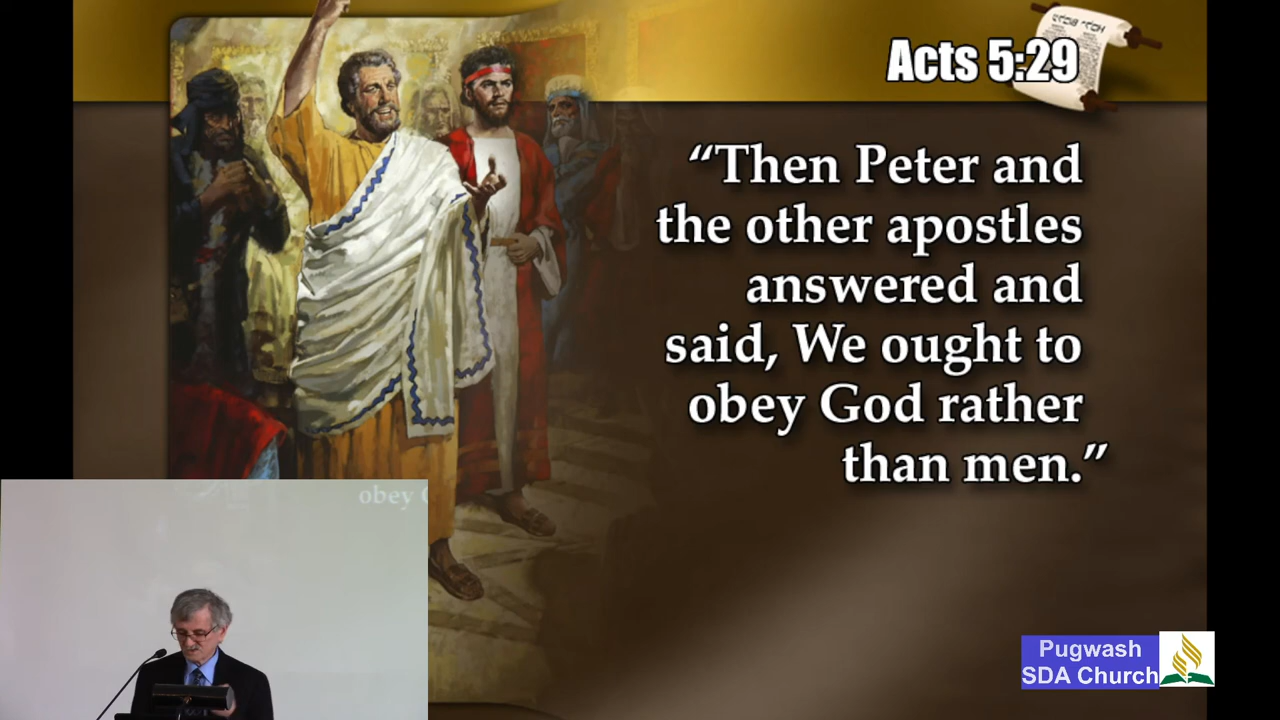 Acts 5:29
“Then Peter and
the other apostles
answered and
said, We ought to
obey God rather
than men.”
obey
Pugwash
SDA Church